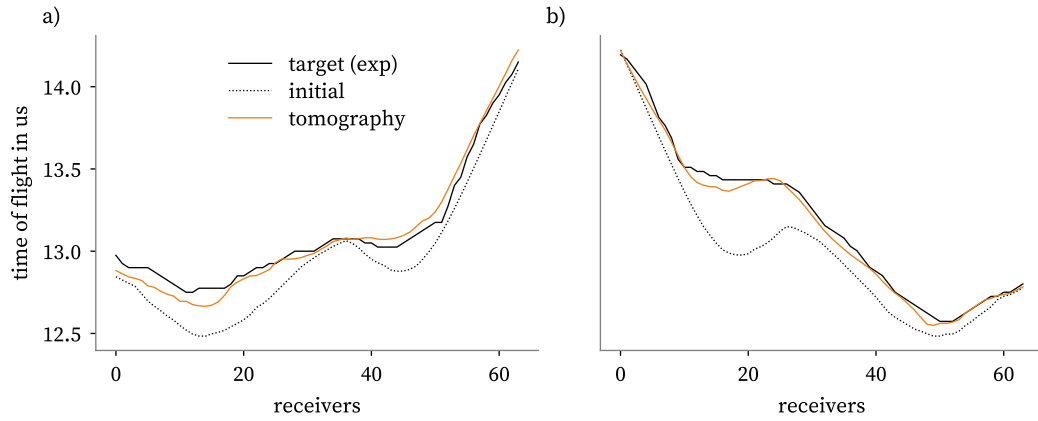 a)
b)
target (exp)
initial
tomography
time of flight in us
14.0
13.5
13.0
12.5
0
20
40
60
receivers
0
20
40
60
receivers